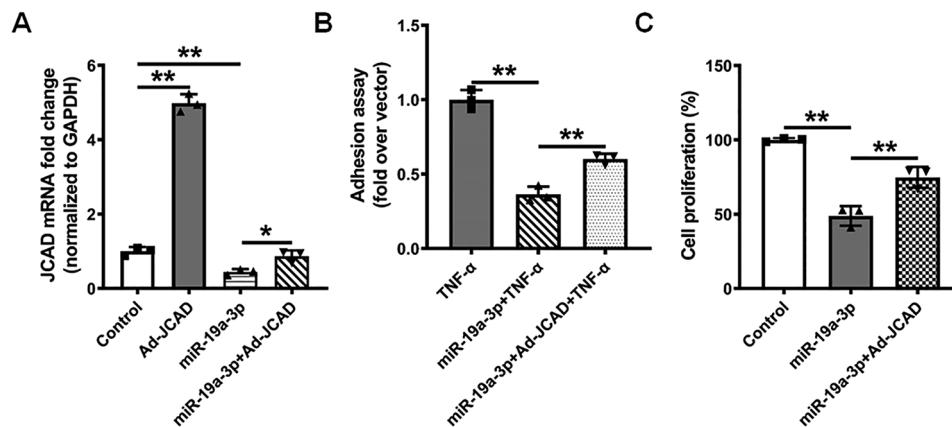 A
JCAD mRNA fold change
(normalized to GAPDH)
6
4
2
0
**
**
*
Control
Ad-JCAD
miR-19a-3p
miR-19a-3p+Ad-JCAD
B
Adhesion assay
(fold over vector)
1.5
1.0
0.5
0.0
**
**
TNF-α
miR-19a-3p+TNF-α
miR-19a-3p+Ad-JCAD+TNF-α
C
Cell proliferation (%)
150
100
50
0
**
**
Control
miR-19a-3p
miR-19a-3p+Ad-JCAD